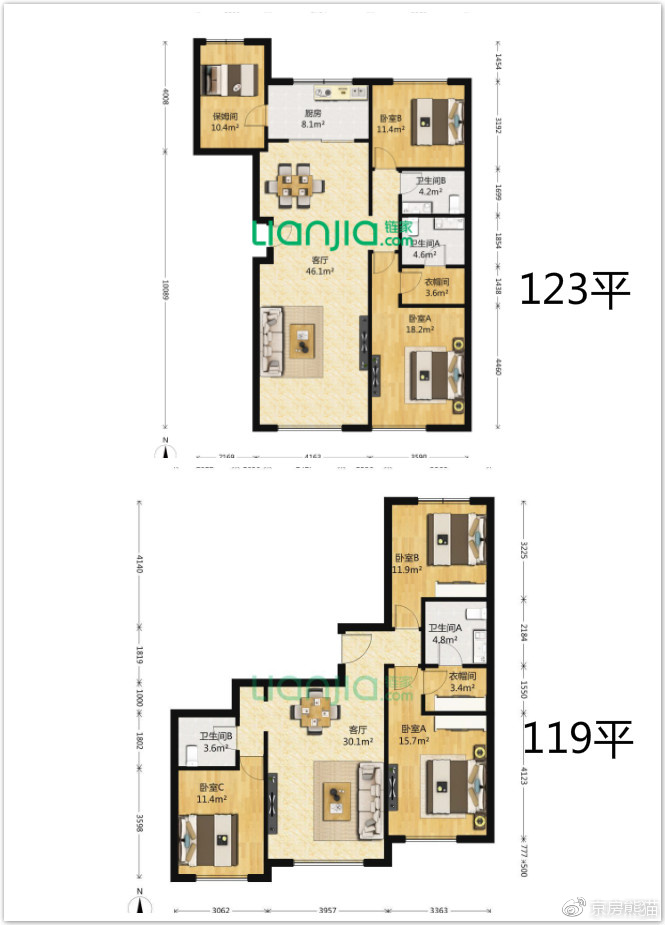 保姆间
10.4m²
厨房
8.1m²
卧室B
11.4m²
卫生间B
4.2m²
Lianjia 链家.com
卫生间A
4.6m²
客厅
46.1m²
衣帽间
3.6m²
卧室A
18.2m²
4008
10089
1454
3192
1699
1854
1438
4460
123平
N
7169
4163
3590
卧室B
11.9m²
卫生间A
4.8m²
Lianjia 链家.com
衣帽间
3.4m²
客厅
30.1m²
卧室A
15.7m²
卫生间B
3.6m²
卧室C
11.4m²
4140
1819
1000
1802
3598
3225
2184
1550
4123
777
500
119平
N
3062
3957
3363
京房熊猫